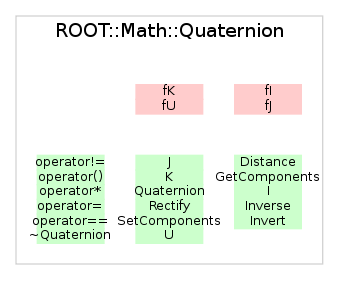 ROOT::Math::Quaternion
fK
fU
fI
fJ
operator!=
operator()
operator*
operator=
operator==
~Quaternion
J
K
Quaternion
Rectify
SetComponents
U
Distance
GetComponents
I
Inverse
Invert